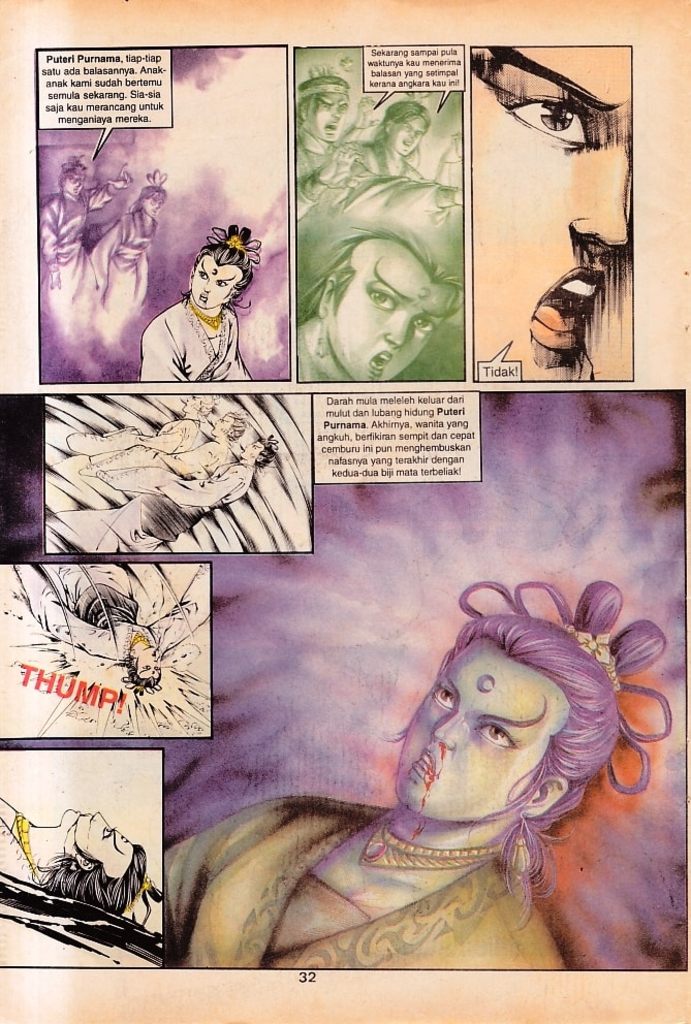 Puteri Purnama, tiap-tiap
satu ada balasannya. Anak-
anak kami sudah bertemu
semula sekarang. Sia-sia
saja kau merancang untuk
menganiaya mereka.
Sekarang sampai pula
waktunya kau menerima
balasan yang setimpal
kerana angkara kau ini!
Tidak!
Darah mula meleleh keluar dari
mulut dan lubang hidung Puteri
Purnama. Akhirnya, wanita yang
angkuh, berfikiran sempit dan cepat
cemburu ini pun menghembuskan
nafasnya yang terakhir dengan
kedua-dua biji mata terbeliak!
THUMP!
32